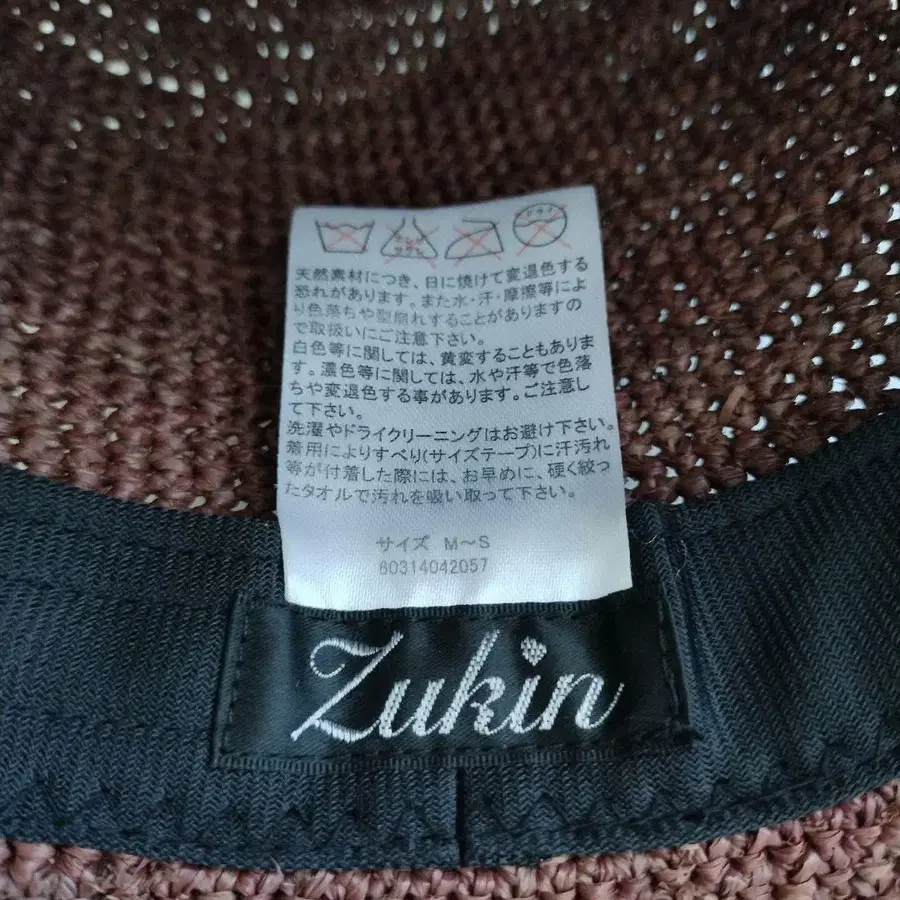 エンソ
サラシ
ドライ
天然素材につき、日に焼けて変退色する
恐れがあります。また水・汗・摩擦等によ
り色落ちや型崩れすることがありますの
で取扱いにご注意下さい。
白色等に関しては、黄変することもありま
す。濃色等に関しては、水や汗等で色落
ちや変退色する事があります。ご注意し
て下さい。
洗濯やドライクリーニングはお避け下さい。
着用によりすべり(サイズテープ)に汗汚れ
等が付着した際には、お早めに、硬く絞っ
たタオルで汚れを吸い取って下さい。
サイズ M～S
60314042057
Zukin